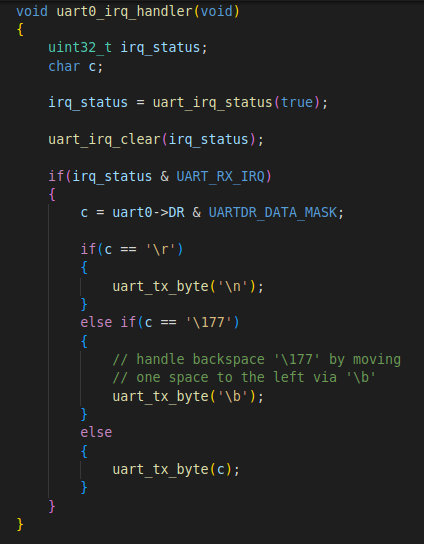 void uart0_irq_handler(void)
{
    uint32_t irq_status;
    char c;

    irq_status = uart_irq_status(true);

    uart_irq_clear(irq_status);

    if(irq_status & UART_RX_IRQ)
    {
        c = uart0->DR & UARTDR_DATA_MASK;

        if(c == '\r')
        {
            uart_tx_byte('\n');
        }
        else if(c == '\177')
        {
            // handle backspace '\177' by moving
            // one space to the left via '\b'
            uart_tx_byte('\b');
        }
        else
        {
            uart_tx_byte(c);
        }
    }
}